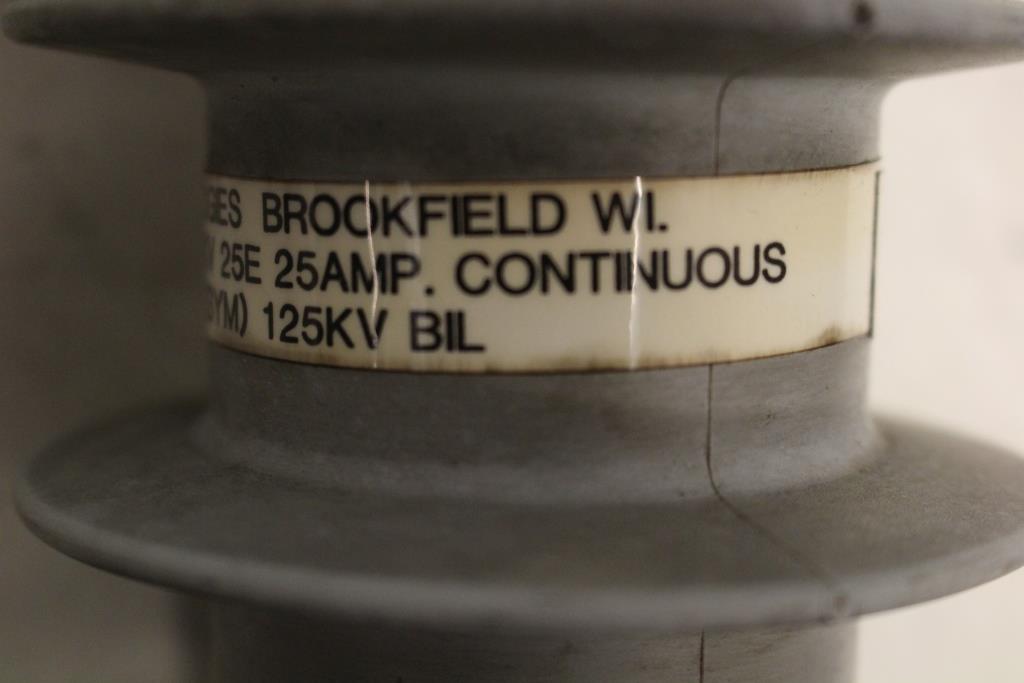 BROOKFIELD WI.
25E 25AMP. CONTINUOUS
125KV BIL